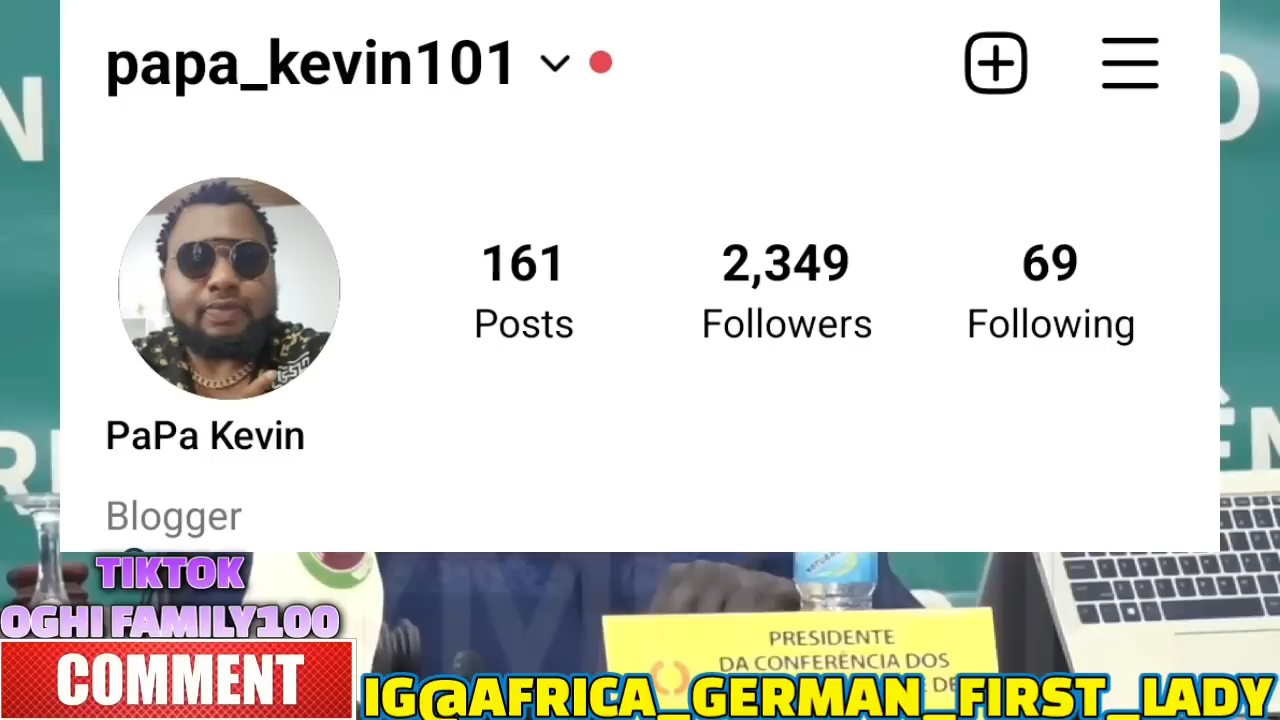 papa_kevin101
161 2,349 69
Posts Followers Following
PaPa Kevin
Blogger
TIKTOK
OGHI FAMILY100
COMMENT
PRESIDENTE
DA CONFERÊNCIA DOS
DE
IG@AFRICA_GERMAN_FIRST_LADY